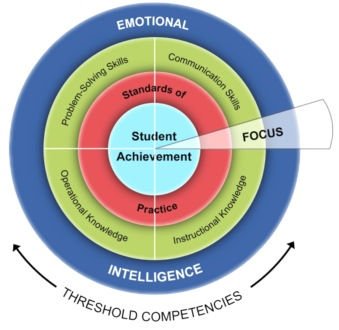 EMOTIONAL
Problem-Solving Skills
Communication Skills
Standards of
Student
Achievement
FOCUS
Practice
Operational Knowledge
Instructional Knowledge
INTELLIGENCE
THRESHOLD COMPETENCIES